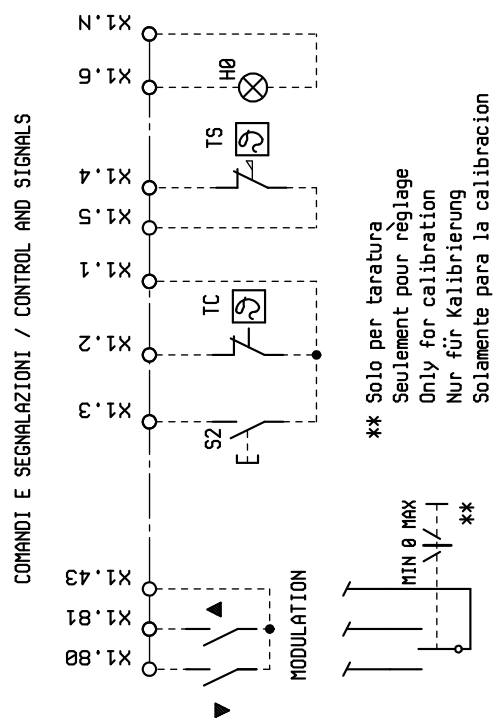 COMANDI E SEGNALAZIONI / CONTROL AND SIGNALS
X1.80
X1.81
X1.43
X1.3
X1.2
X1.1
X1.5
X1.4
X1.6
X1.N
S2
TC
TS
H0
MODULATION
MIN 0 MAX
**
** Solo per taratura
Seulement pour règlage
Only for calibration
Nur für Kalibrierung
Solamente para la calibracion